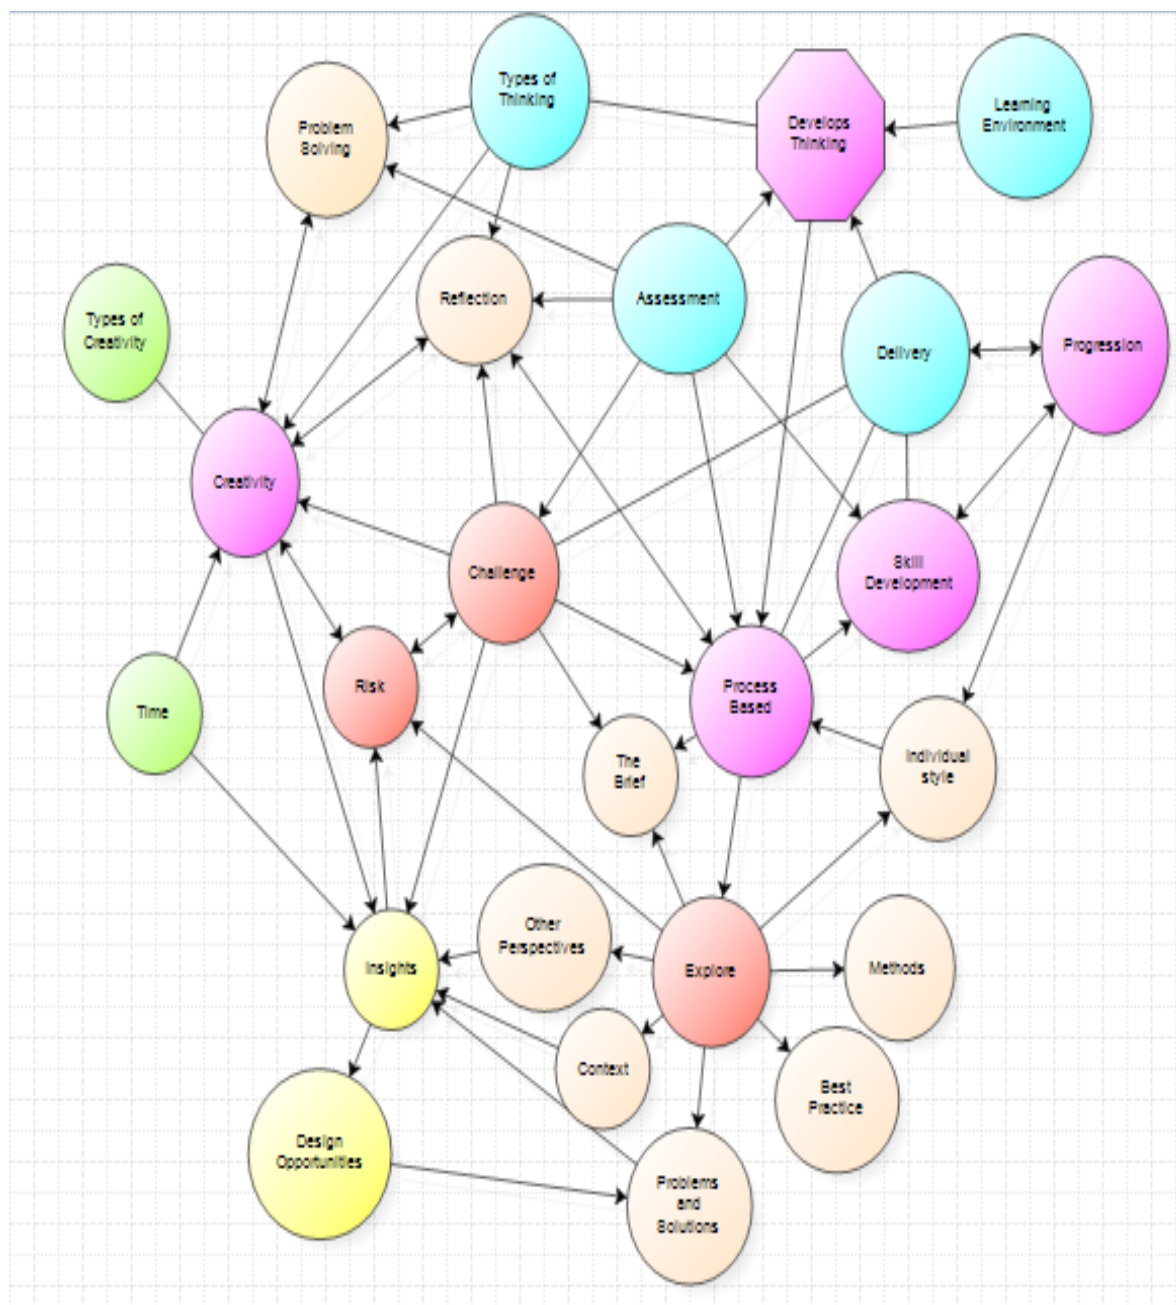 Types of
Thinking
Problem
Solving
Develops
Thinking
Learning
Environment
Types of
Creativity
Reflection
Assessment
Delivery
Progression
Creativity
Challenge
Skill
Development
Risk
Time
Process
Based
The
Brief
Individual
style
Other
Perspectives
Insights
Explore
Methods
Context
Best
Practice
Design
Opportunities
Problems
and
Solutions